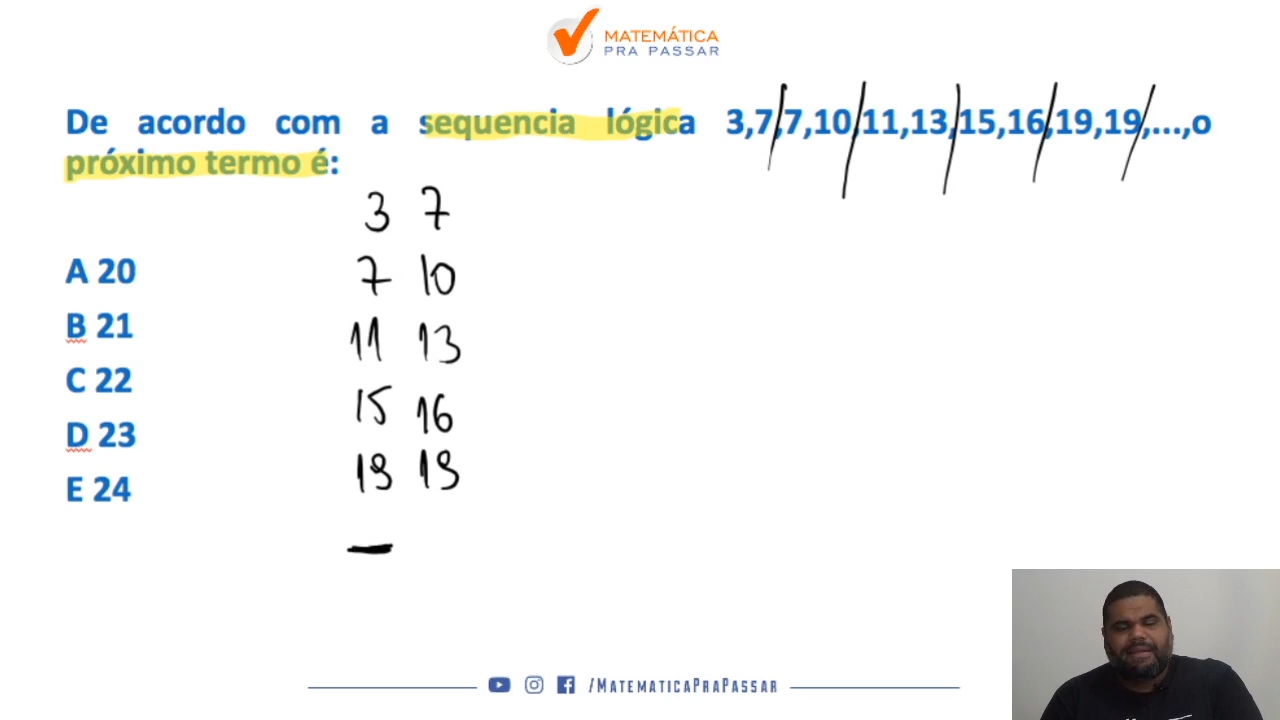 MATEMÁTICA
PRA PASSAR
De acordo com a sequencia lógica 3,7,7,10,11,13,15,16,19,19,...,o
próximo termo é:
A 20
B 21
C 22
D 23
E 24
3 7
7 10
11 13
15 16
19 19
/MATEMATICAPRAPASSAR